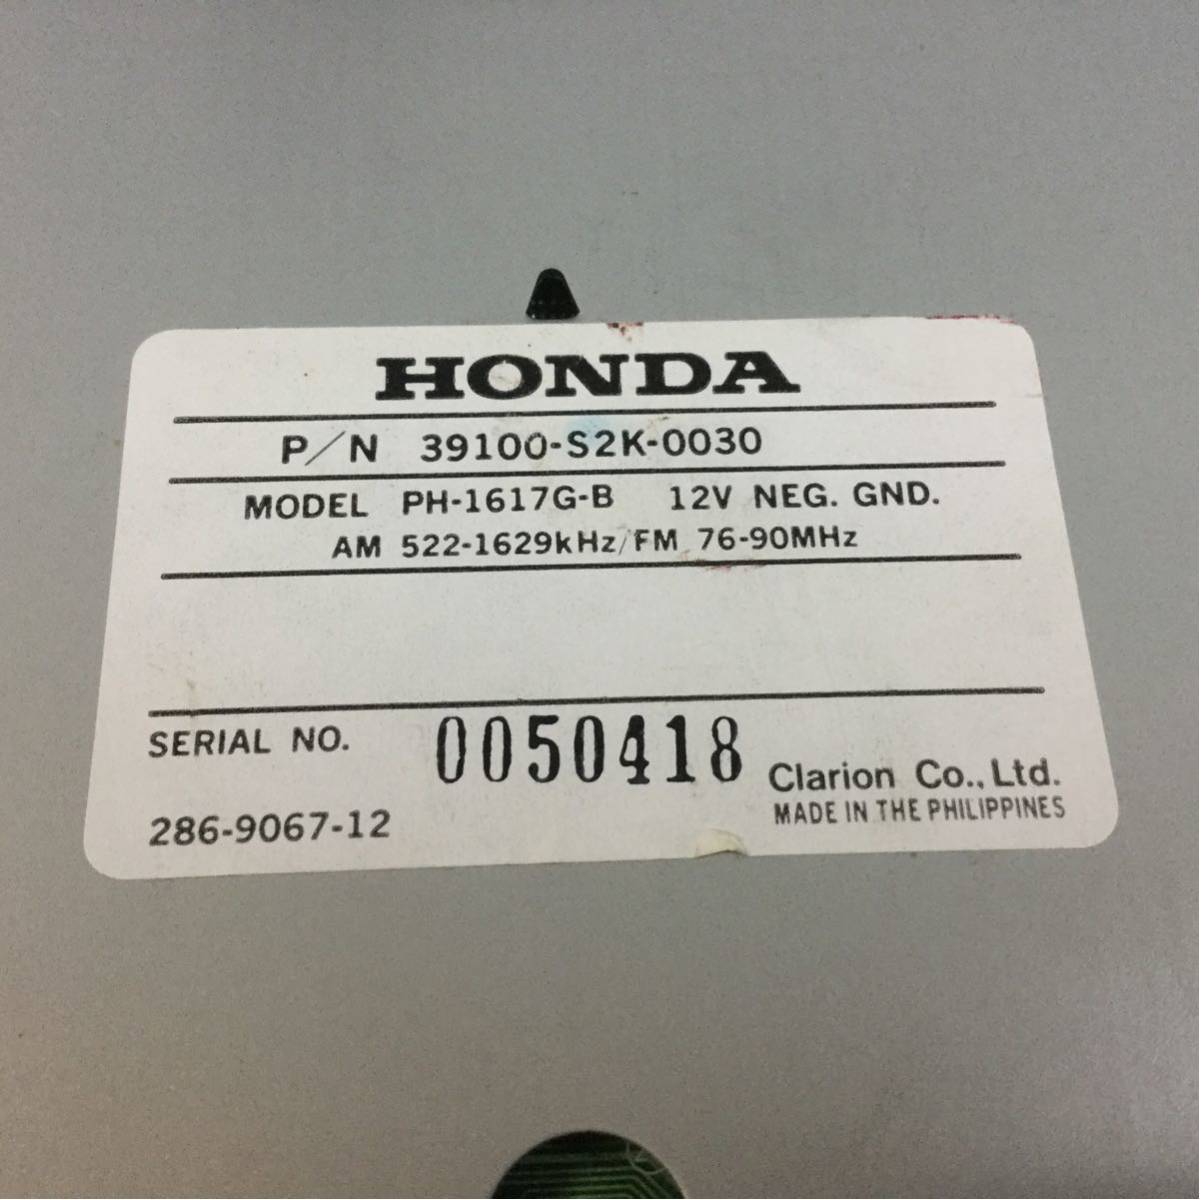 HONDA
P/N 39100-S2K-0030
MODEL PH-1617G-B 12V NEG. GND.
AM 522-1629kHz/FM 76-90MHz
SERIAL NO. 0050418
Clarion Co., Ltd.
286-9067-12 MADE IN THE PHILIPPINES